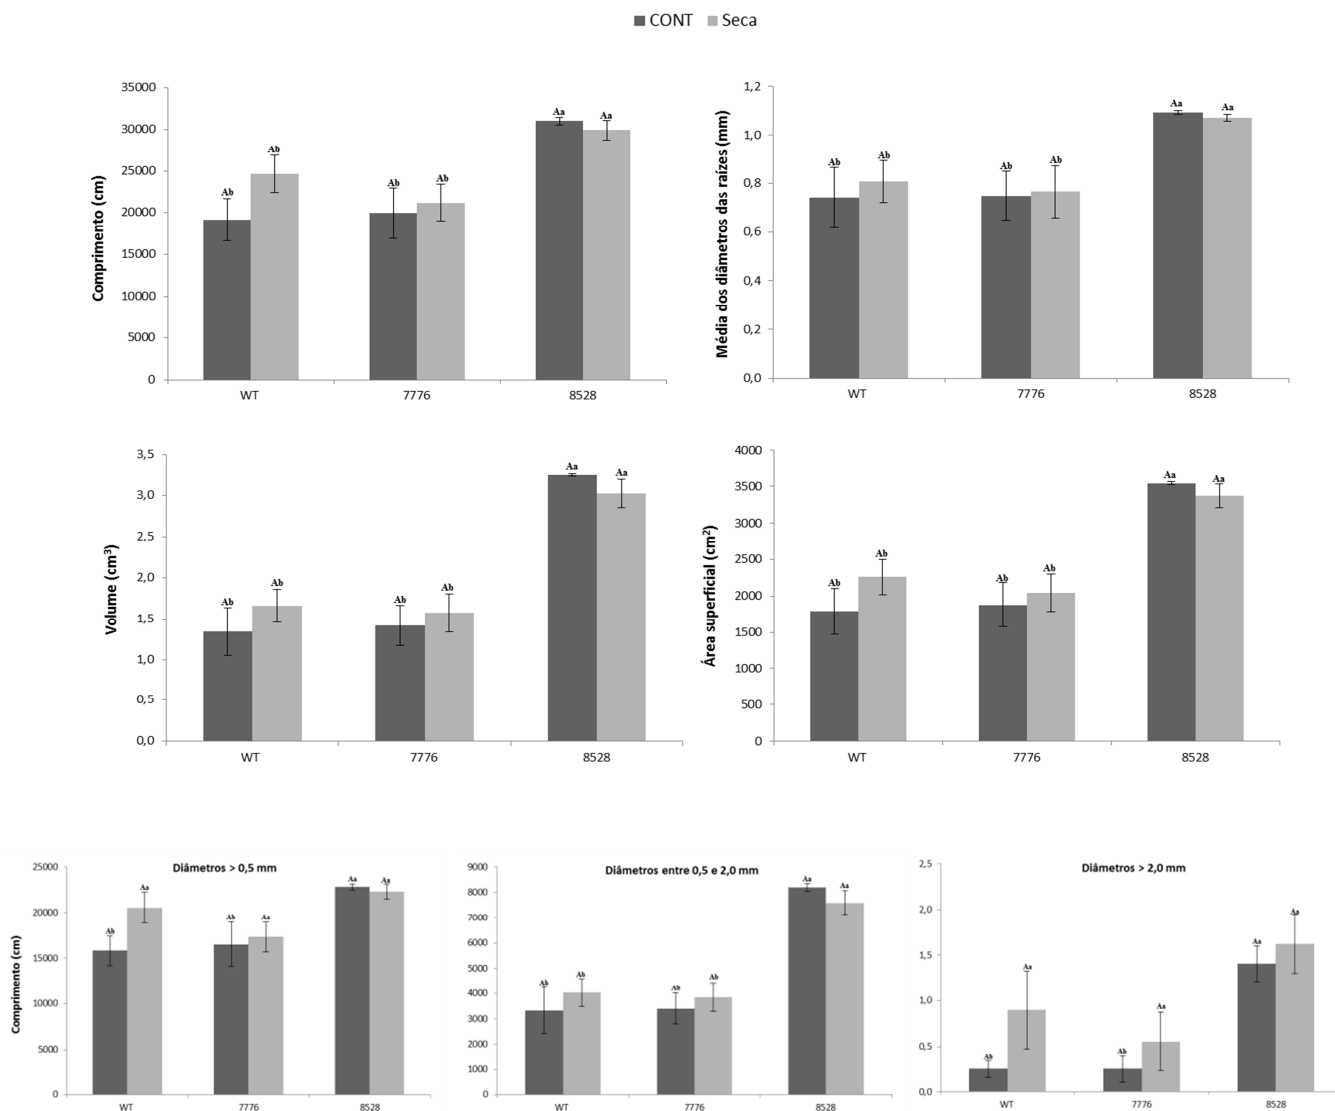 CONT Seca
Comprimento (cm)
35000
30000
25000
20000
15000
10000
5000
0
Ab Ab Ab Ab Aa Aa
WT 7776 8528
Média dos diâmetros das raízes (mm)
1,2
1,0
0,8
0,6
0,4
0,2
0,0
Ab Ab Ab Ab Aa Aa
WT 7776 8528
Volume (cm³)
3,5
3,0
2,5
2,0
1,5
1,0
0,5
0,0
Ab Ab Ab Ab Aa Aa
WT 7776 8528
Área superficial (cm²)
4000
3500
3000
2500
2000
1500
1000
500
0
Ab Ab Ab Ab Aa Aa
WT 7776 8528
Diâmetros > 0,5 mm
Comprimento (cm)
25000
20000
15000
10000
5000
0
Ab Aa Ab Aa Aa Aa
WT 7776 8528
Diâmetros entre 0,5 e 2,0 mm
9000
8000
7000
6000
5000
4000
3000
2000
1000
0
Ab Ab Ab Ab Aa Aa
WT 7776 8528
Diâmetros > 2,0 mm
2,5
2,0
1,5
1,0
0,5
0,0
Ab Aa Ab Aa Aa Aa
WT 7776 8528